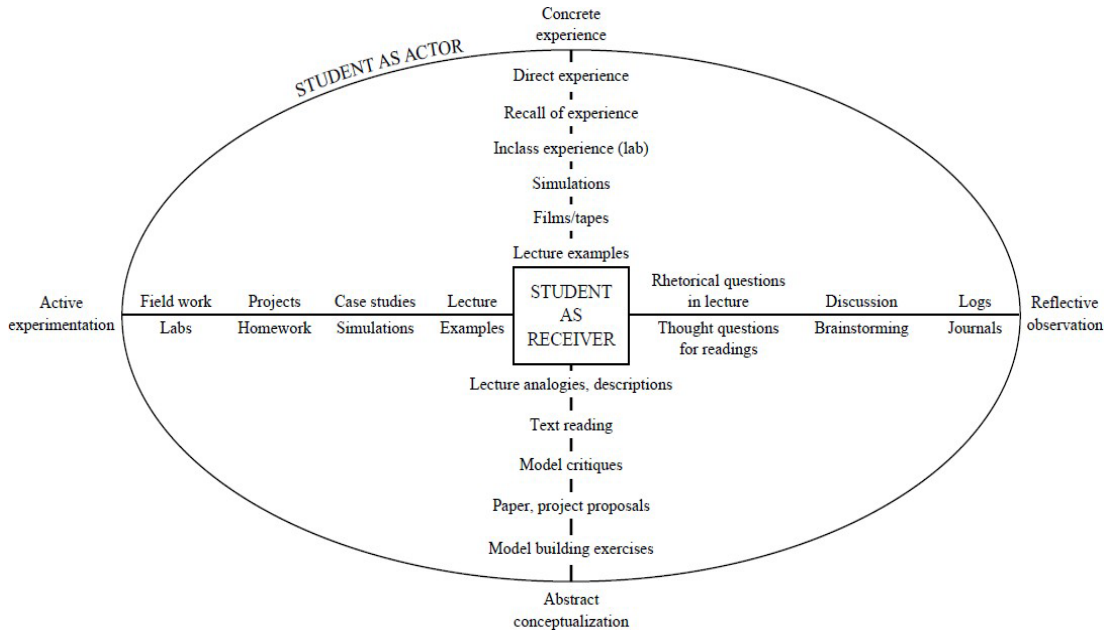 Concrete
experience
STUDENT AS ACTOR
Direct experience
Recall of experience
Inclass experience (lab)
Simulations
Films/tapes
Lecture examples
Active
experimentation
Field work
Labs
Projects
Homework
Case studies
Simulations
Lecture
Examples
STUDENT
AS
RECEIVER
Rhetorical questions
in lecture
Thought questions
for readings
Discussion
Brainstorming
Logs
Journals
Reflective
observation
Lecture analogies, descriptions
Text reading
Model critiques
Paper, project proposals
Model building exercises
Abstract
conceptualization